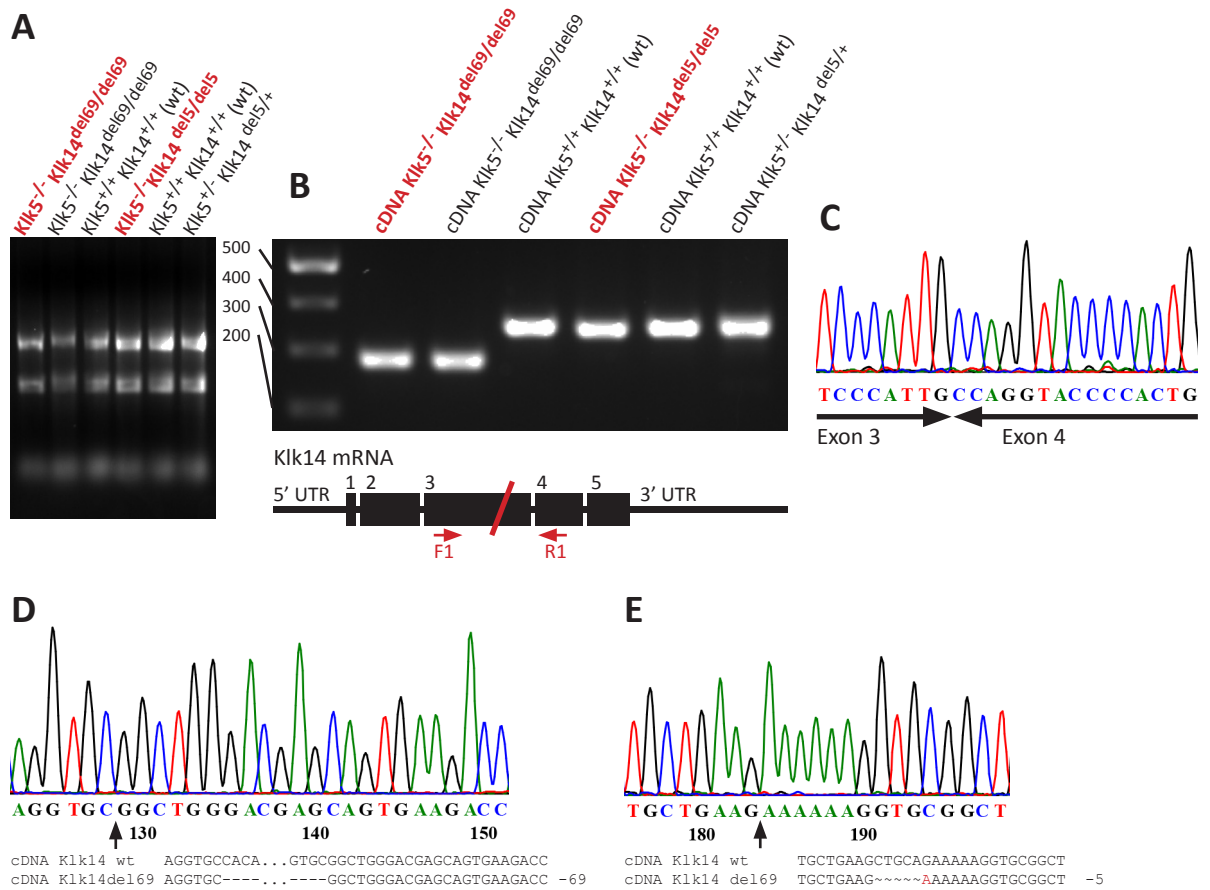 A
Klk5-/- Klk14del69/del69
Klk5-/- Klk14del69/del69
Klk5+/+ Klk14+/+ (wt)
Klk5-/-Klk14 del5/del5
Klk5+/+ Klk14+/+ (wt)
Klk5+/- Klk14 del5/+
B
cDNA Klk5-/- Klk14del69/del69
cDNA Klk5-/- Klk14del69/del69
cDNA Klk5+/+ Klk14+/+ (wt)
cDNA Klk5-/- Klk14del5/del5
cDNA Klk5+/+ Klk14+/+ (wt)
cDNA Klk5+/- Klk14 del5/+
500
400
300
200
Klk14 mRNA
5' UTR
1
2
3
4
5
3' UTR
F1
R1
C
TCCCATTGCCAGGTACCCCACTG
Exon 3
Exon 4
D
AGGTGCGGCTGGGACGAGCAGTGAAGACC
130
140
150
cDNA Klk14 wt AGGTGCCACA...GTGCGGCTGGGACGAGCAGTGAAGACC
cDNA Klk14del69 AGGTGC----...----GGCTGGGACGAGCAGTGAAGACC -69
E
TGCTGAAGAAAAAAGGTGCGGCT
180
190
cDNA Klk14 wt TGCTGAAGCTGCAGAAAAAGGTGCGGCT
cDNA Klk14 del69 TGCTGAAG~~~~~AAAAAAGGTGCGGCT -5